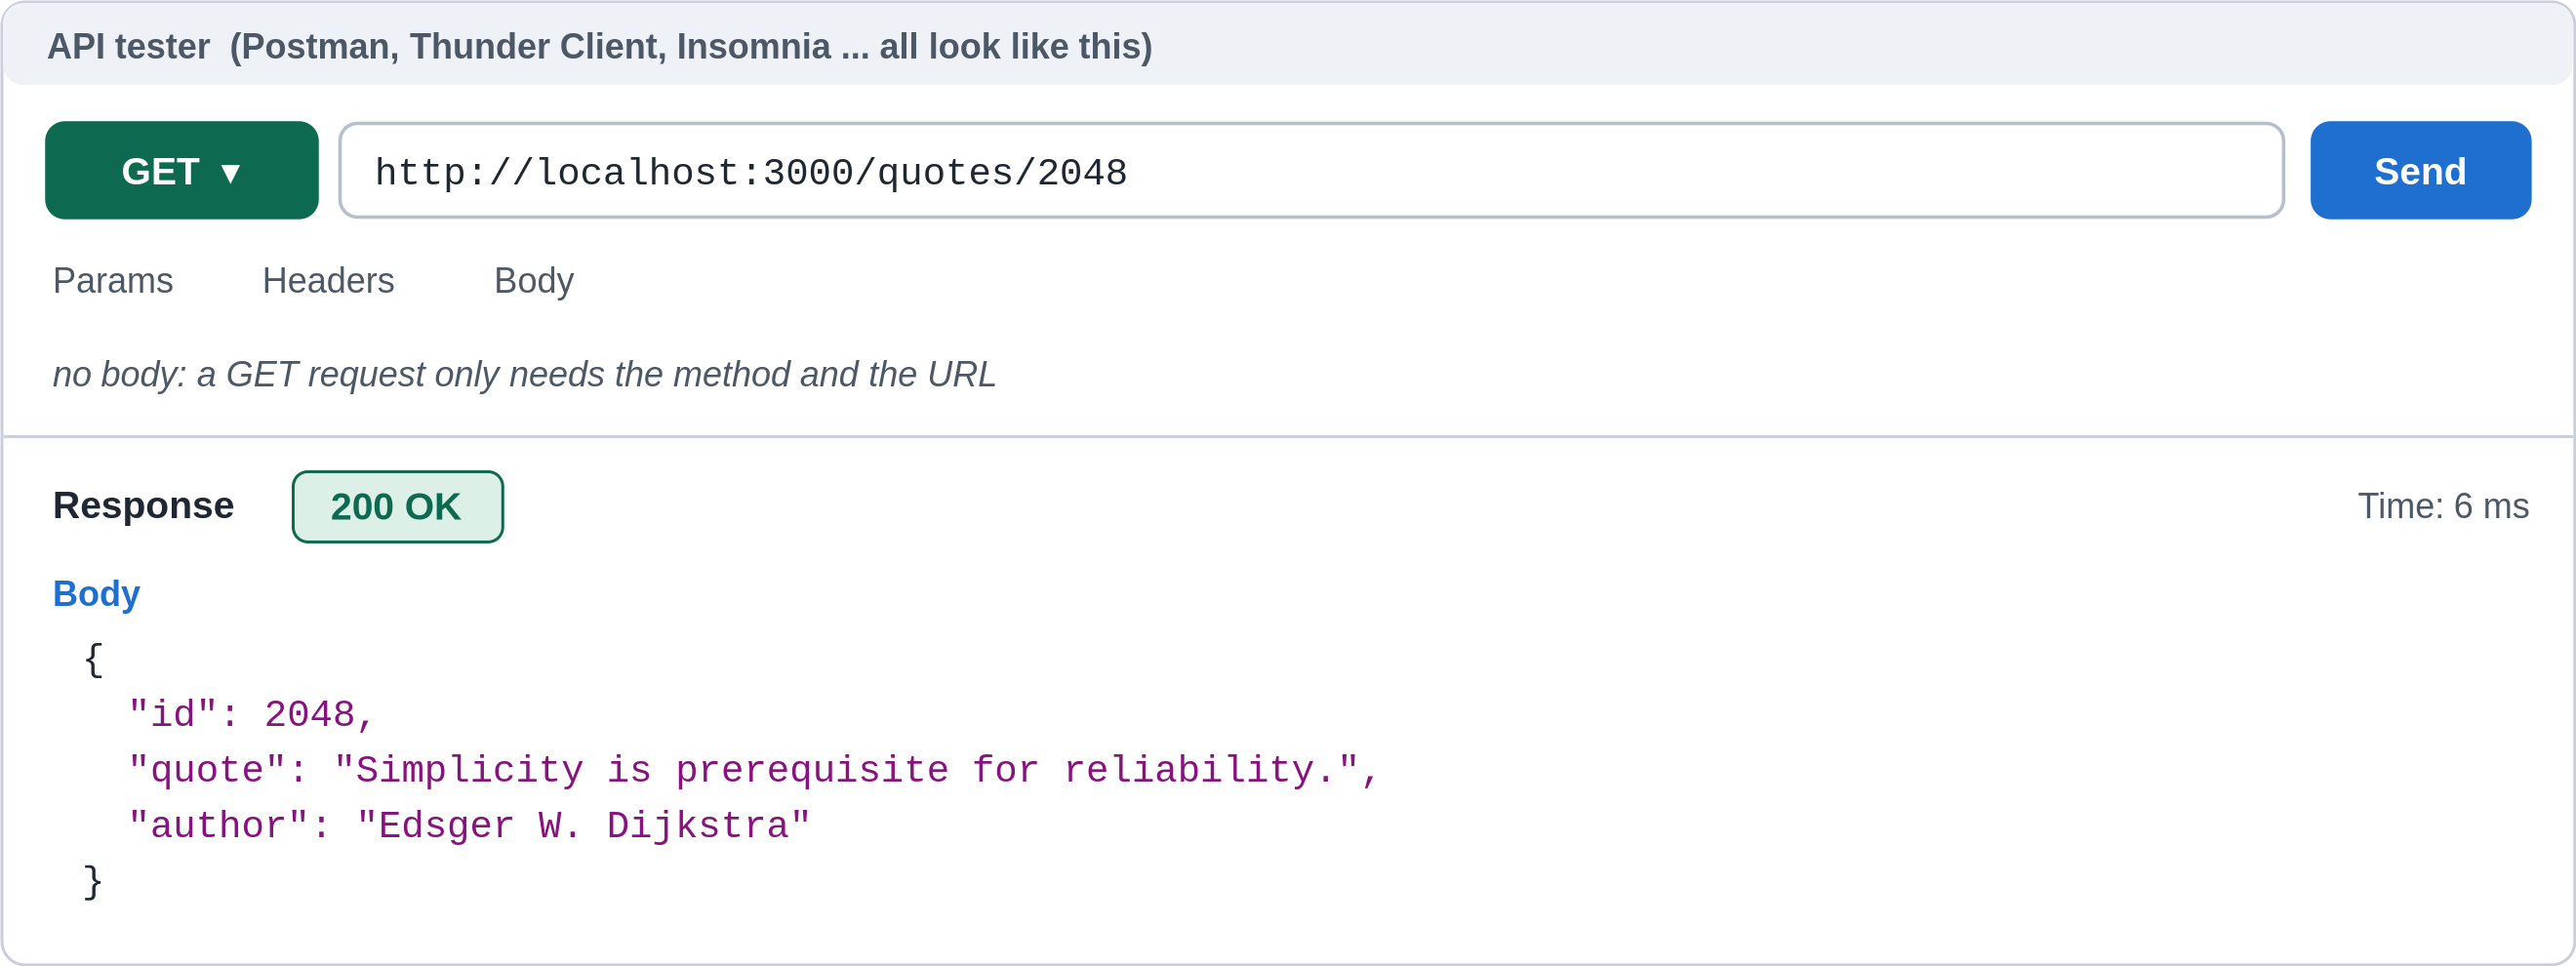 API tester  (Postman, Thunder Client, Insomnia ... all look like this)
GET ▼ http://localhost:3000/quotes/2048 Send
Params Headers Body
no body: a GET request only needs the method and the URL
Response 200 OK Time: 6 ms
Body
{
  "id": 2048,
  "quote": "Simplicity is prerequisite for reliability.",
  "author": "Edsger W. Dijkstra"
}